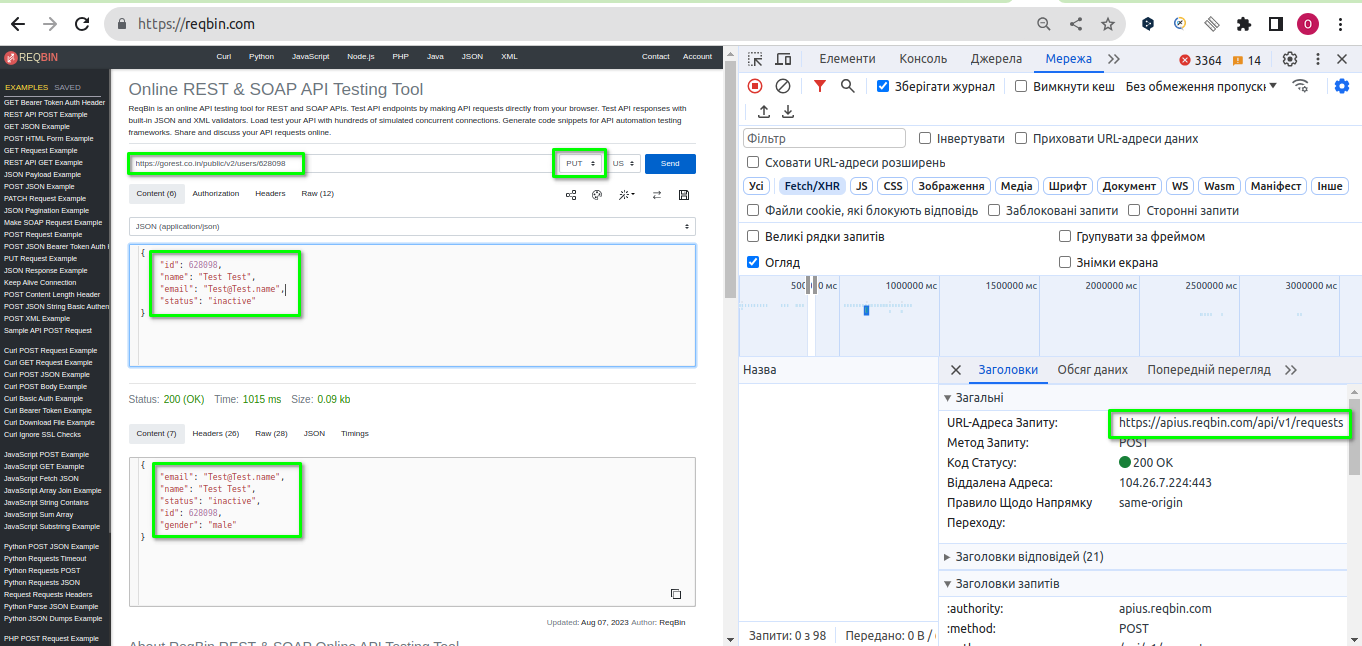 https://reqbin.com
O
REQBIN
Curl Python JavaScript Node.js PHP Java JSON XML Contact Account
EXAMPLES SAVED
GET Bearer Token Auth Header
REST API POST Example
GET JSON Example
POST HTML Form Example
GET Request Example
REST API GET Example
JSON Payload Example
POST JSON Example
PATCH Request Example
JSON Pagination Example
Make SOAP Request Example
POST Request Example
POST JSON Bearer Token Auth H
PUT Request Example
JSON Response Example
Keep Alive Connection
POST Content Length Header
POST JSON String Basic Authen
POST XML Example
Sample API POST Request
Curl POST Request Example
Curl GET Request Example
Curl POST JSON Example
Curl POST Body Example
Curl Basic Auth Example
Curl Bearer Token Example
Curl Download File Example
Curl Ignore SSL Checks
JavaScript POST Example
JavaScript GET Example
JavaScript Fetch JSON
JavaScript Array Join Example
JavaScript String Contains
JavaScript Sum Array
JavaScript Substring Example
Python POST JSON Example
Python Requests Timeout
Python Requests POST
Python Requests JSON
Request Requests Headers
Python Parse JSON Example
Python JSON Dumps Example
PHP POST Request Example
Online REST & SOAP API Testing Tool
ReqBin is an online API testing tool for REST and SOAP APIs. Test API endpoints by making API requests directly from your browser. Test API responses with
built-in JSON and XML validators. Load test your API with hundreds of simulated concurrent connections. Generate code snippets for API automation testing
frameworks. Share and discuss your API requests online.
https://gorest.co.in/public/v2/users/628098 PUT US Send
Content (6) Authorization Headers Raw (12)
JSON (application/json)
{
"id": 628098,
"name": "Test Test",
"email": "Test@Test.name",
"status": "inactive"
}
Status: 200 (OK) Time: 1015 ms Size: 0.09 kb
Content (7) Headers (26) Raw (28) JSON Timings
{
"email": "Test@Test.name",
"name": "Test Test",
"status": "inactive",
"id": 628098,
"gender": "male"
}
Updated: Aug 07, 2023 Author: ReqBin
About ReqBin REST & SOAP Online API Testing Tool
Елементи Консоль Джерела Мережа 3364 14
Зберігати журнал Вимкнути кеш Без обмеження пропускн
Фільтр Інвертувати Приховати URL-адреси даних
Сховати URL-адреси розширень
Усі Fetch/XHR JS CSS Зображення Медіа Шрифт Документ WS Wasm Маніфест Інше
Файли cookie, які блокують відповідь Заблоковані запити Сторонні запити
Великі рядки запитів Групувати за фреймом
Огляд Знімки екрана
500 0 мс 1000000 мс 1500000 мс 2000000 мс 2500000 мс 3000000 мс
Назва
Заголовки Обсяг даних Попередній перегляд
Загальні
URL-Адреса Запиту: https://apius.reqbin.com/api/v1/requests
Метод Запиту: POST
Код Статусу: 200 OK
Віддалена Адреса: 104.26.7.224:443
Правило Щодо Напрямку same-origin
Переходу:
Заголовки відповідей (21)
Заголовки запитів
:authority: apius.reqbin.com
:method: POST
Запити: 0 з 98 Передано: 0 B /